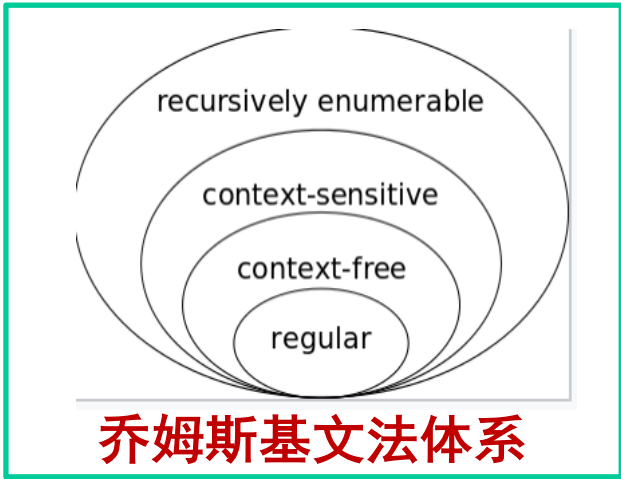 recursively enumerable
context-sensitive
context-free
regular
乔姆斯基文法体系